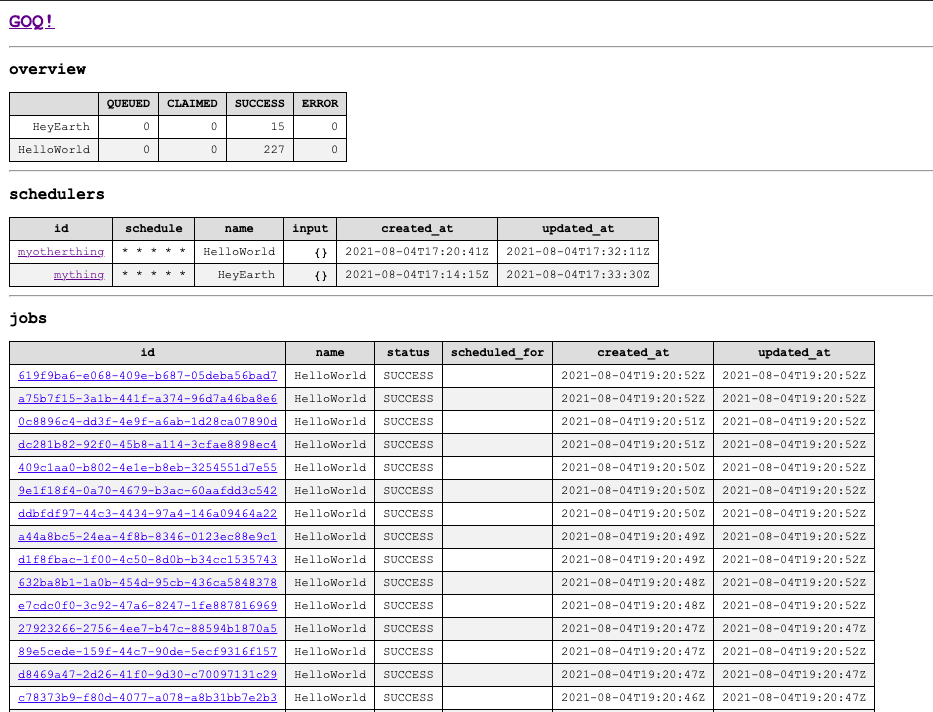 GOQ!
overview
QUEUED CLAIMED SUCCESS ERROR
HeyEarth 0 0 15 0
HelloWorld 0 0 227 0
schedulers
id schedule name input created_at updated_at
myotherthing * * * * * HelloWorld {} 2021-08-04T17:20:41Z 2021-08-04T17:32:11Z
mything * * * * * HeyEarth {} 2021-08-04T17:14:15Z 2021-08-04T17:33:30Z
jobs
id name status scheduled_for created_at updated_at
619f9ba6-e068-409e-b687-05deba56bad7 HelloWorld SUCCESS 2021-08-04T19:20:52Z 2021-08-04T19:20:52Z
a75b7f15-3a1b-441f-a374-96d7a46ba8e6 HelloWorld SUCCESS 2021-08-04T19:20:52Z 2021-08-04T19:20:52Z
0c8896c4-dd3f-4e9f-a6ab-1d28ca07890d HelloWorld SUCCESS 2021-08-04T19:20:51Z 2021-08-04T19:20:52Z
dc281b82-92f0-45b8-a114-3cfae8898ec4 HelloWorld SUCCESS 2021-08-04T19:20:51Z 2021-08-04T19:20:52Z
409c1aa0-b802-4e1e-b8eb-3254551d7e55 HelloWorld SUCCESS 2021-08-04T19:20:50Z 2021-08-04T19:20:52Z
9e1f18f4-0a70-4679-b3ac-60aafdd3c542 HelloWorld SUCCESS 2021-08-04T19:20:50Z 2021-08-04T19:20:52Z
ddbfdf97-44c3-4434-97a4-146a09464a22 HelloWorld SUCCESS 2021-08-04T19:20:50Z 2021-08-04T19:20:52Z
a44a8bc5-24ea-4f8b-8346-0123ec88e9c1 HelloWorld SUCCESS 2021-08-04T19:20:49Z 2021-08-04T19:20:52Z
d1f8fbac-1f00-4c50-8d0b-b34cc1535743 HelloWorld SUCCESS 2021-08-04T19:20:49Z 2021-08-04T19:20:52Z
632ba8b1-1a0b-454d-95cb-436ca5848378 HelloWorld SUCCESS 2021-08-04T19:20:48Z 2021-08-04T19:20:52Z
e7cdc0f0-3c92-47a6-8247-1fe887816969 HelloWorld SUCCESS 2021-08-04T19:20:48Z 2021-08-04T19:20:52Z
27923266-2756-4ee7-b47c-88594b1870a5 HelloWorld SUCCESS 2021-08-04T19:20:47Z 2021-08-04T19:20:47Z
89e5cede-159f-44c7-90de-5ecf9316f157 HelloWorld SUCCESS 2021-08-04T19:20:47Z 2021-08-04T19:20:52Z
d8469a47-2d26-41f0-9d30-c70097131c29 HelloWorld SUCCESS 2021-08-04T19:20:47Z 2021-08-04T19:20:47Z
c78373b9-f80d-4077-a078-a8b31bb7e2b3 HelloWorld SUCCESS 2021-08-04T19:20:46Z 2021-08-04T19:20:47Z